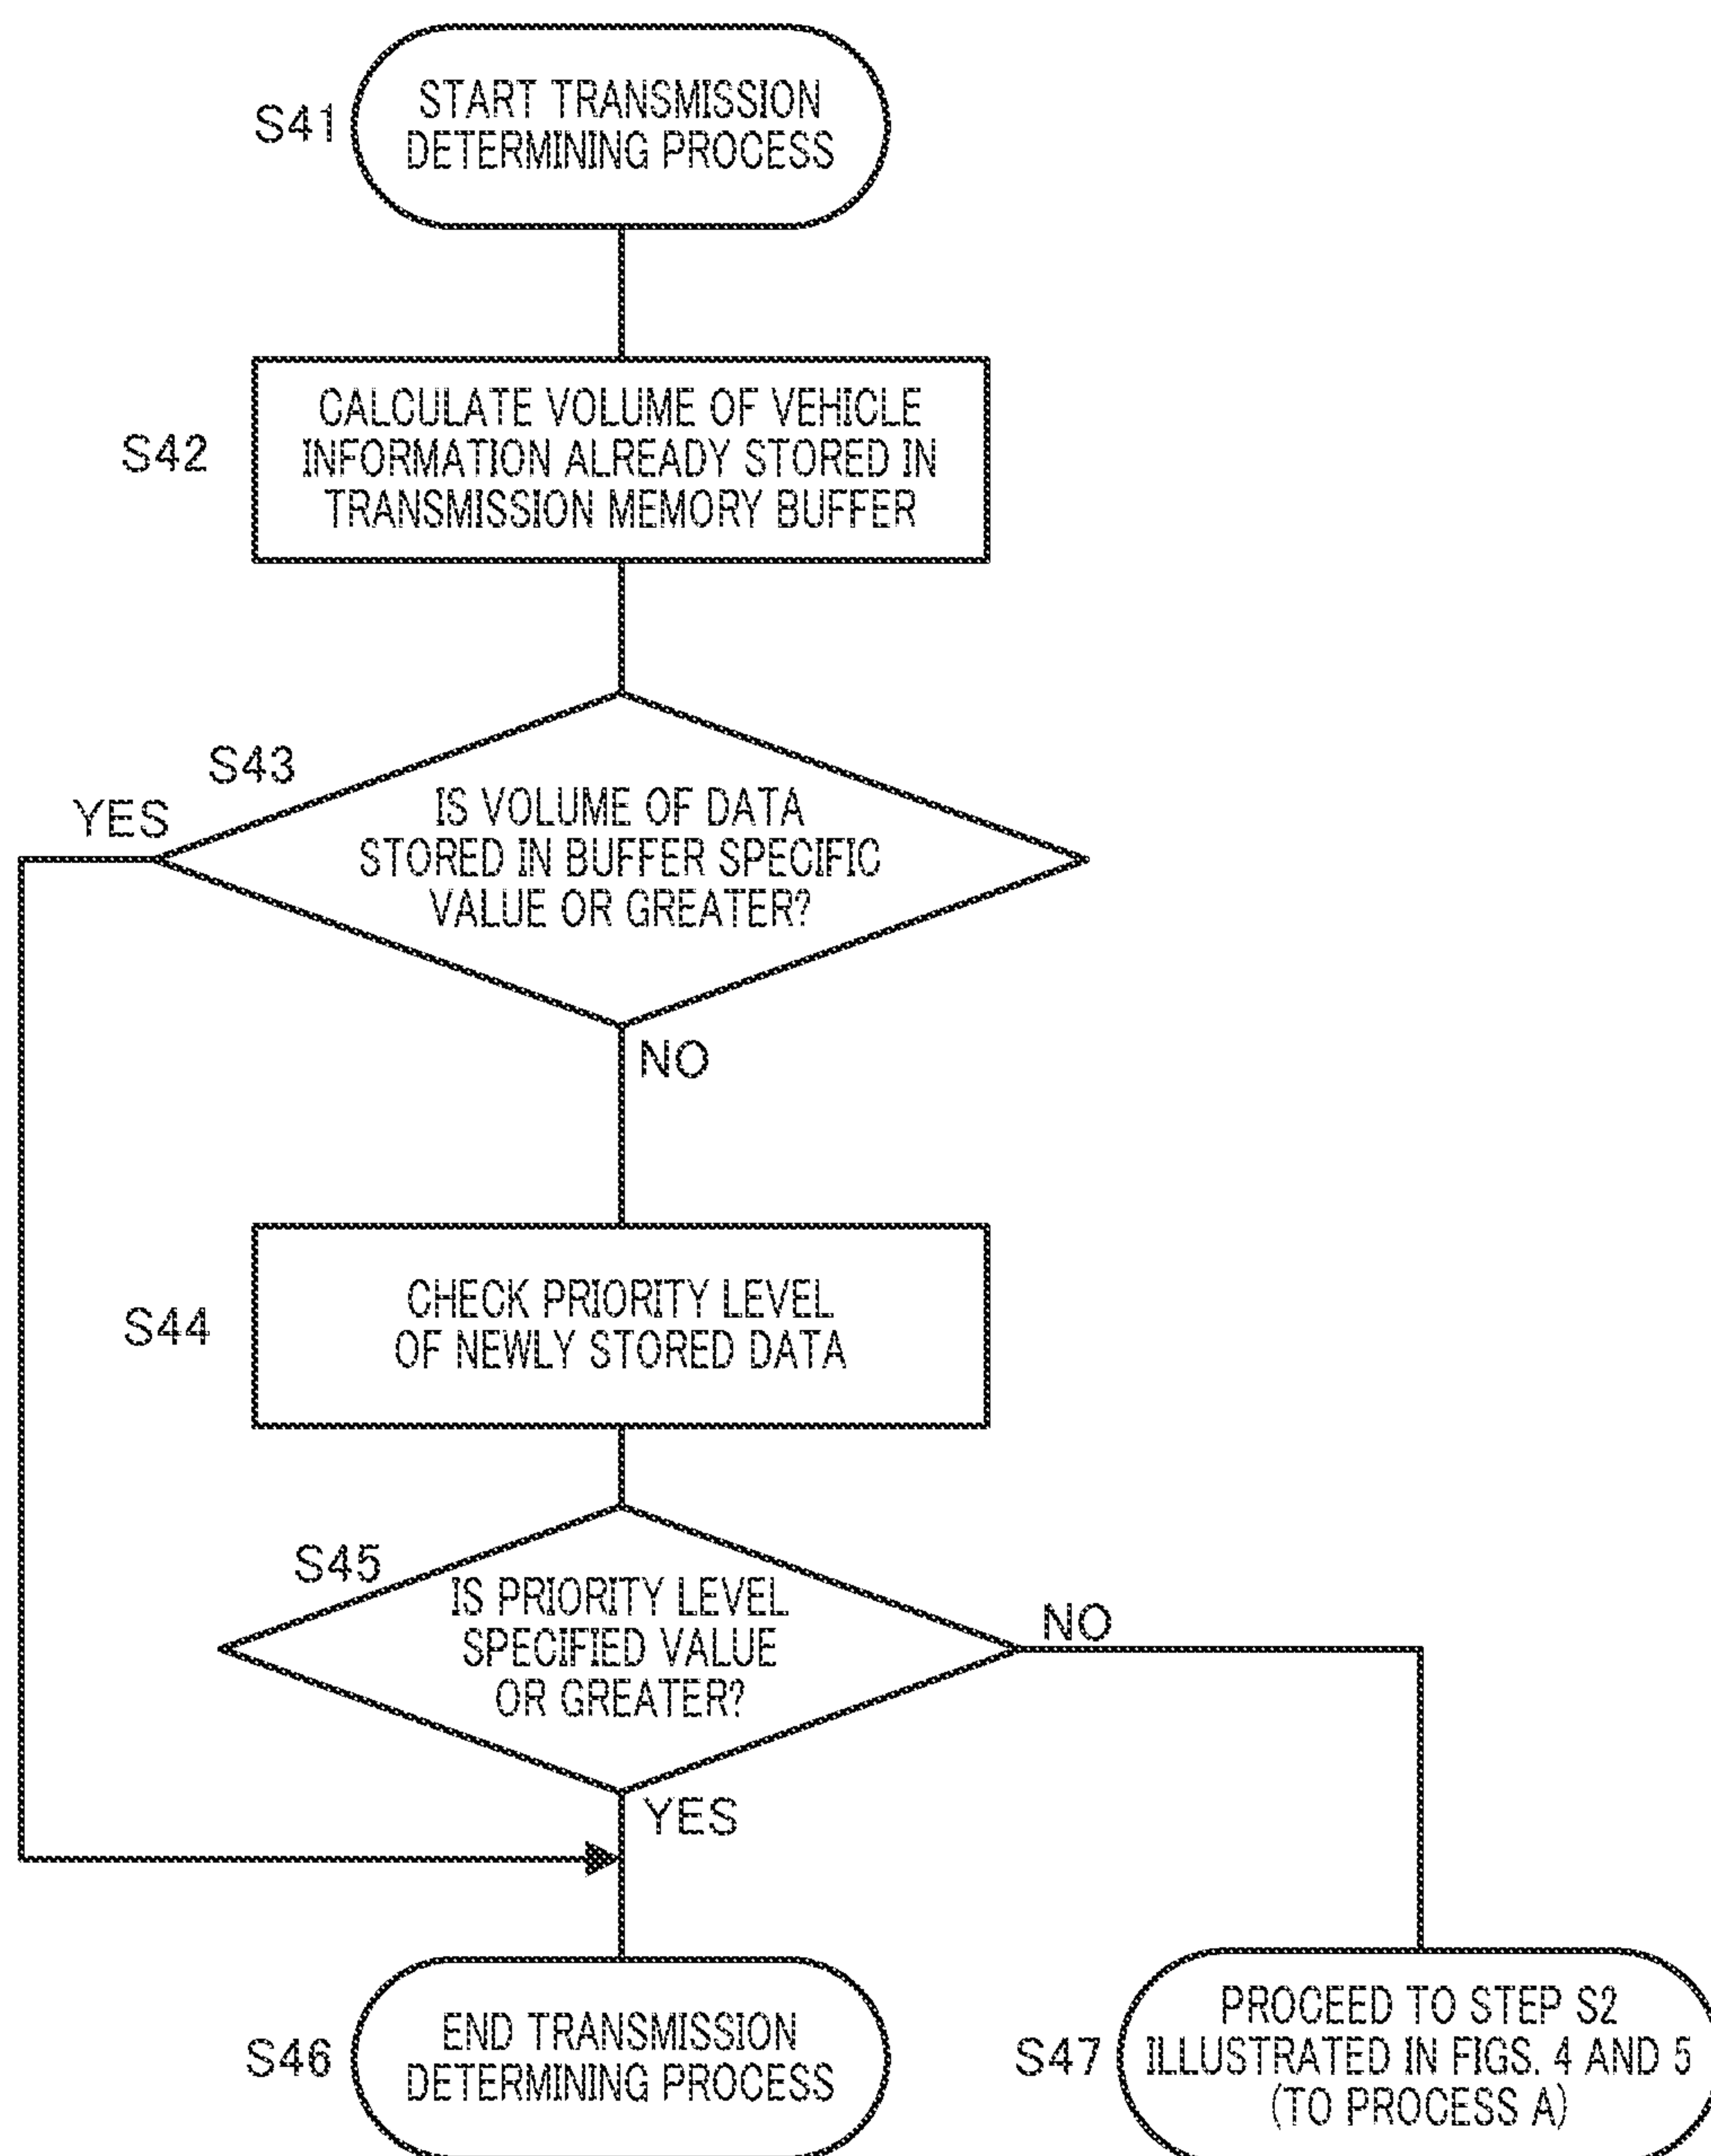 S41
START TRANSMISSION
DETERMINING PROCESS
S42
CALCULATE VOLUME OF VEHICLE
INFORMATION ALREADY STORED IN
TRANSMISSION MEMORY BUFFER
S43
YES
IS VOLUME OF DATA
STORED IN BUFFER SPECIFIC
VALUE OR GREATER?
NO
S44
CHECK PRIORITY LEVEL
OF NEWLY STORED DATA
S45
IS PRIORITY LEVEL
SPECIFIED VALUE
OR GREATER?
NO
YES
S46
END TRANSMISSION
DETERMINING PROCESS
S47
PROCEED TO STEP S2
ILLUSTRATED IN FIGS. 4 AND 5
(TO PROCESS A)